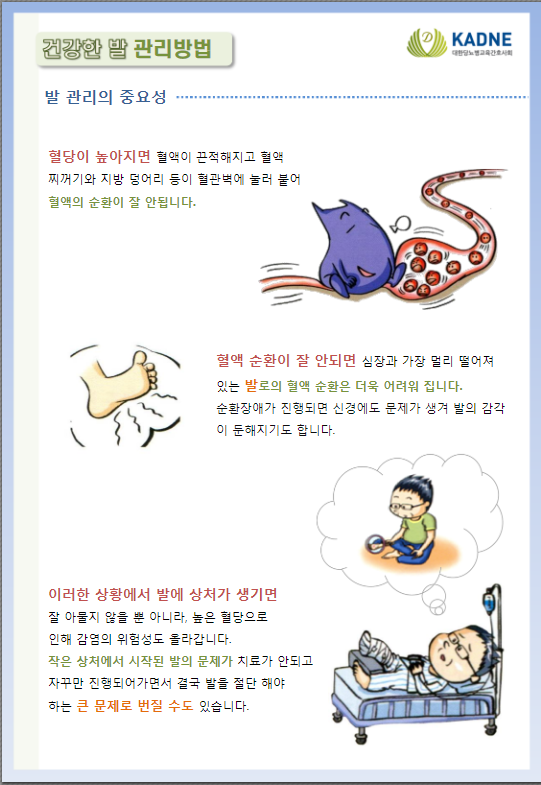 건강한 발 관리방법
KADNE
대한당뇨병교육간호사회
발 관리의 중요성
혈당이 높아지면 혈액이 끈적해지고 혈액
찌꺼기와 지방 덩어리 등이 혈관벽에 눌러 붙어
혈액의 순환이 잘 안됩니다.
혈액 순환이 잘 안되면 심장과 가장 멀리 떨어져
있는 발로의 혈액 순환은 더욱 어려워 집니다.
순환장애가 진행되면 신경에도 문제가 생겨 발의 감각
이 둔해지기도 합니다.
이러한 상황에서 발에 상처가 생기면
잘 아물지 않을 뿐 아니라, 높은 혈당으로
인해 감염의 위험성도 올라갑니다.
작은 상처에서 시작된 발의 문제가 치료가 안되고
자꾸만 진행되어가면서 결국 발을 절단 해야
하는 큰 문제로 번질 수도 있습니다.